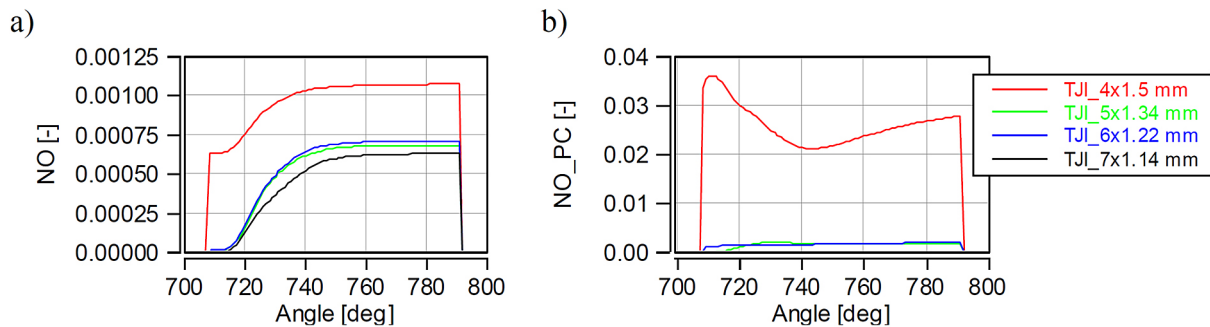 a)
NO [-]
0.00125
0.00100
0.00075
0.00050
0.00025
0.00000
700 720 740 760 780 800
Angle [deg]
b)
NO_PC [-]
0.04
0.03
0.02
0.01
0.00
700 720 740 760 780 800
Angle [deg]
TJI_4x1.5 mm
TJI_5x1.34 mm
TJI_6x1.22 mm
TJI_7x1.14 mm